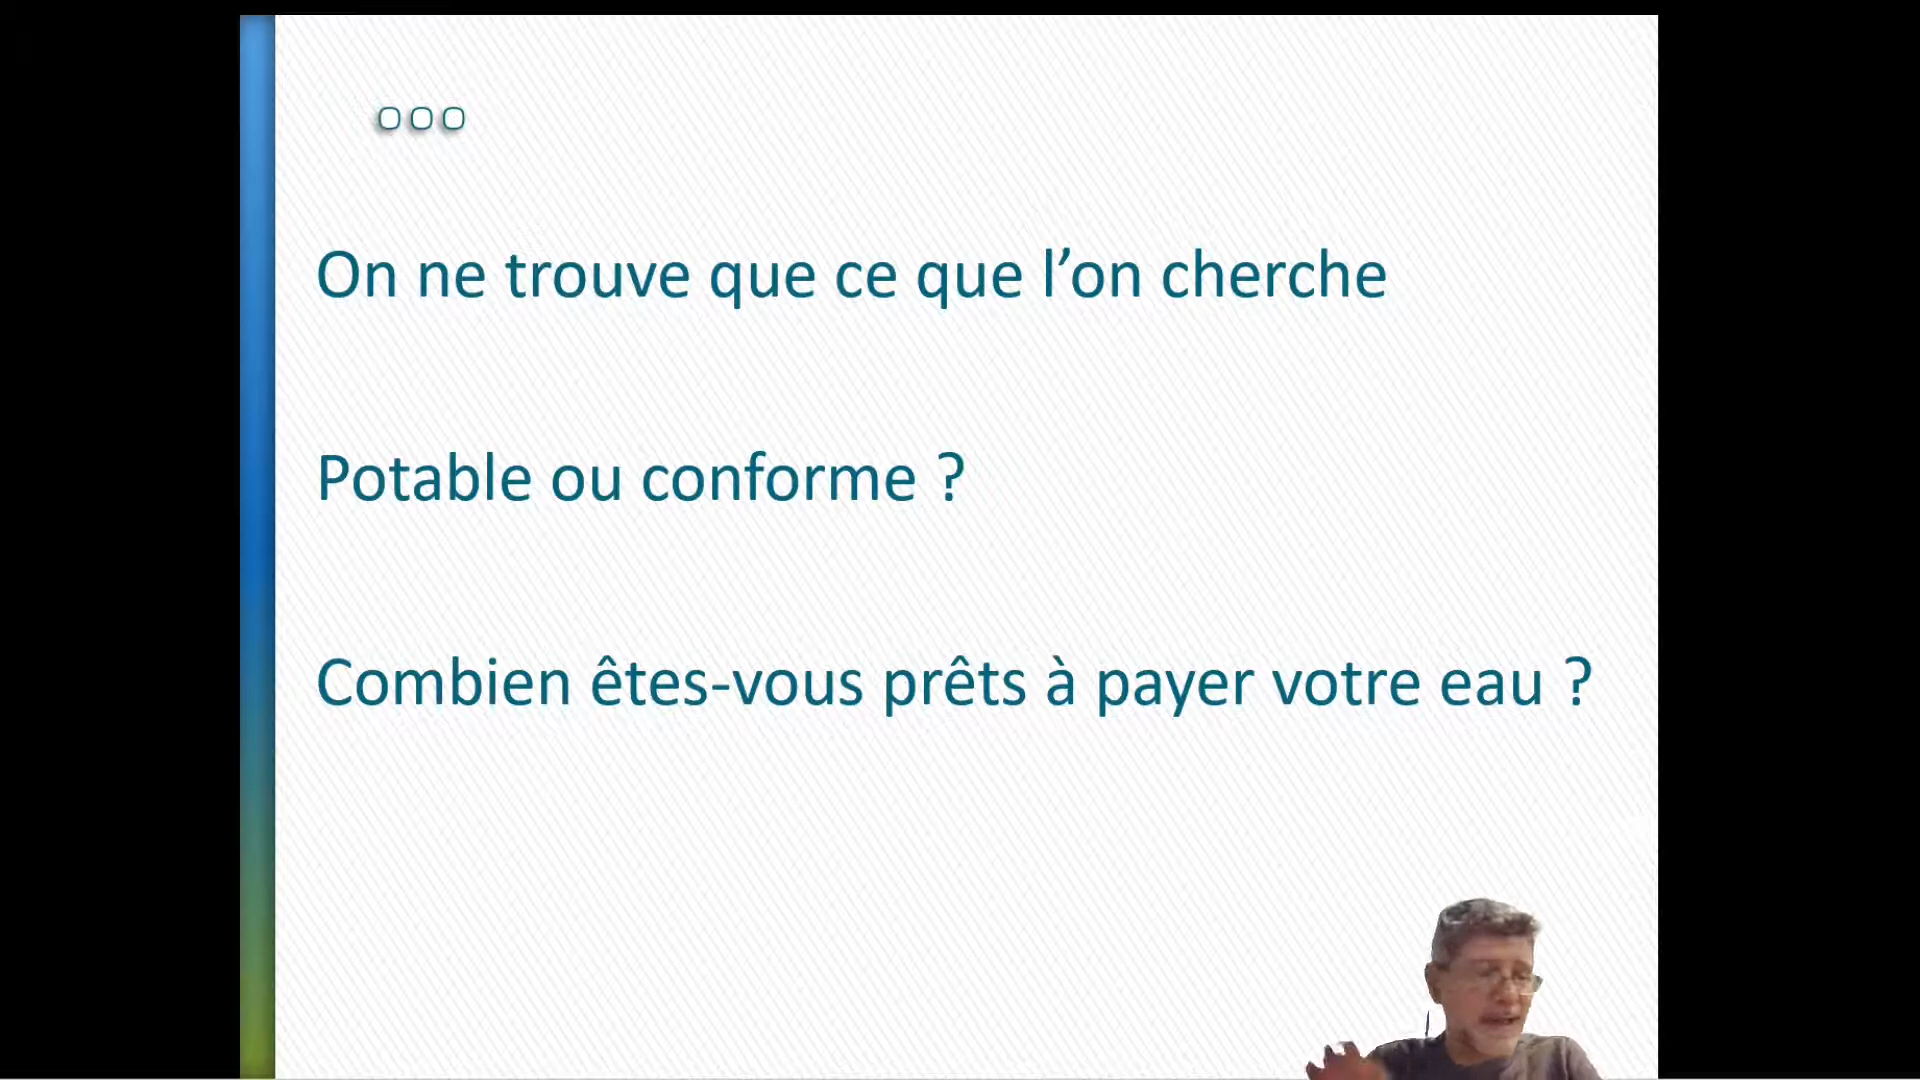 On ne trouve que ce que l’on cherche
Potable ou conforme ?
Combien êtes-vous prêts à payer votre eau ?